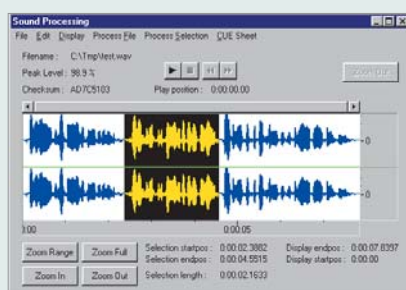 Sound Processing
File Edit Display Process File Process Selection CUE Sheet
Filename : C:\Tmp\test.wav
Peak Level : 98.9 %
Checksum : AD7C5103 Play position : 0:00.00.00
Zoom Out
0
0
1:00 0:00.05
Zoom Range Zoom Full Selection startpos : 0:00.02.3882 Display endpos : 0:00.07.8397
Selection endpos : 0:00.04.5515 Display startpos : 0:00.00
Zoom In Zoom Out Selection length : 0:00.02.1633